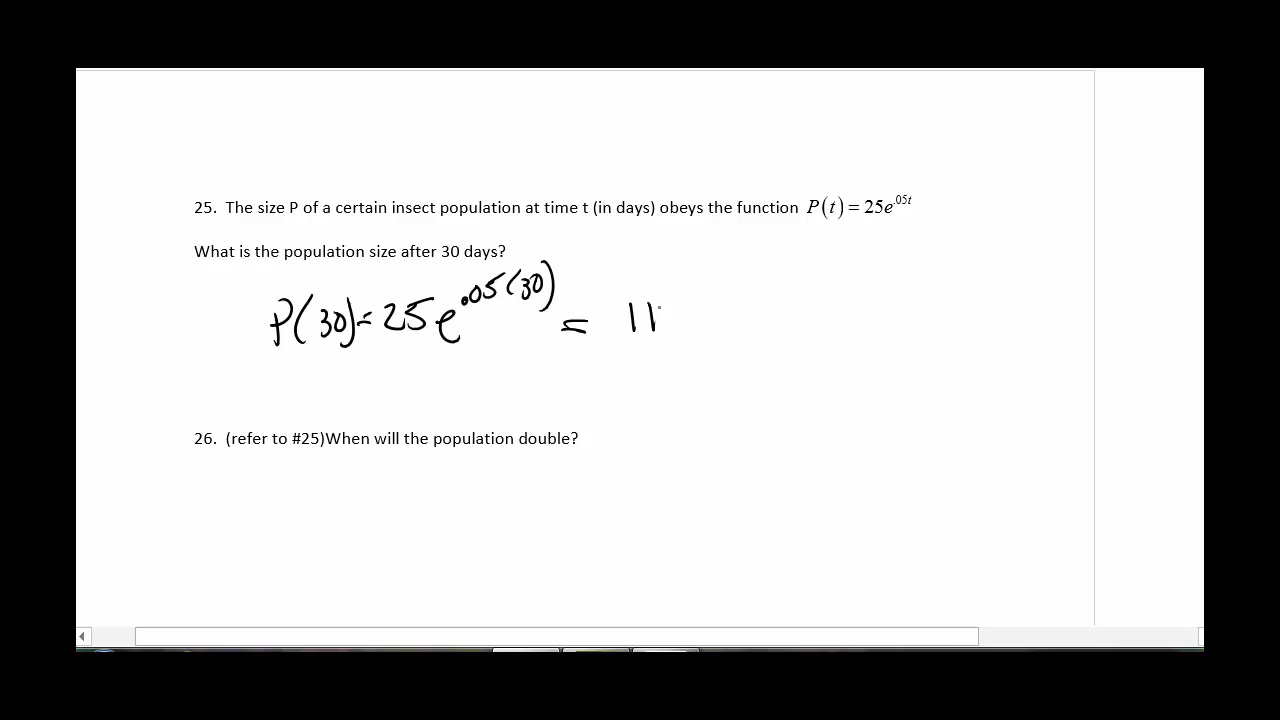 25. The size P of a certain insect population at time t (in days) obeys the function P(t) = 25e^.05t
What is the population size after 30 days?
P(30) = 25e^.05(30) = 11
26. (refer to #25)When will the population double?